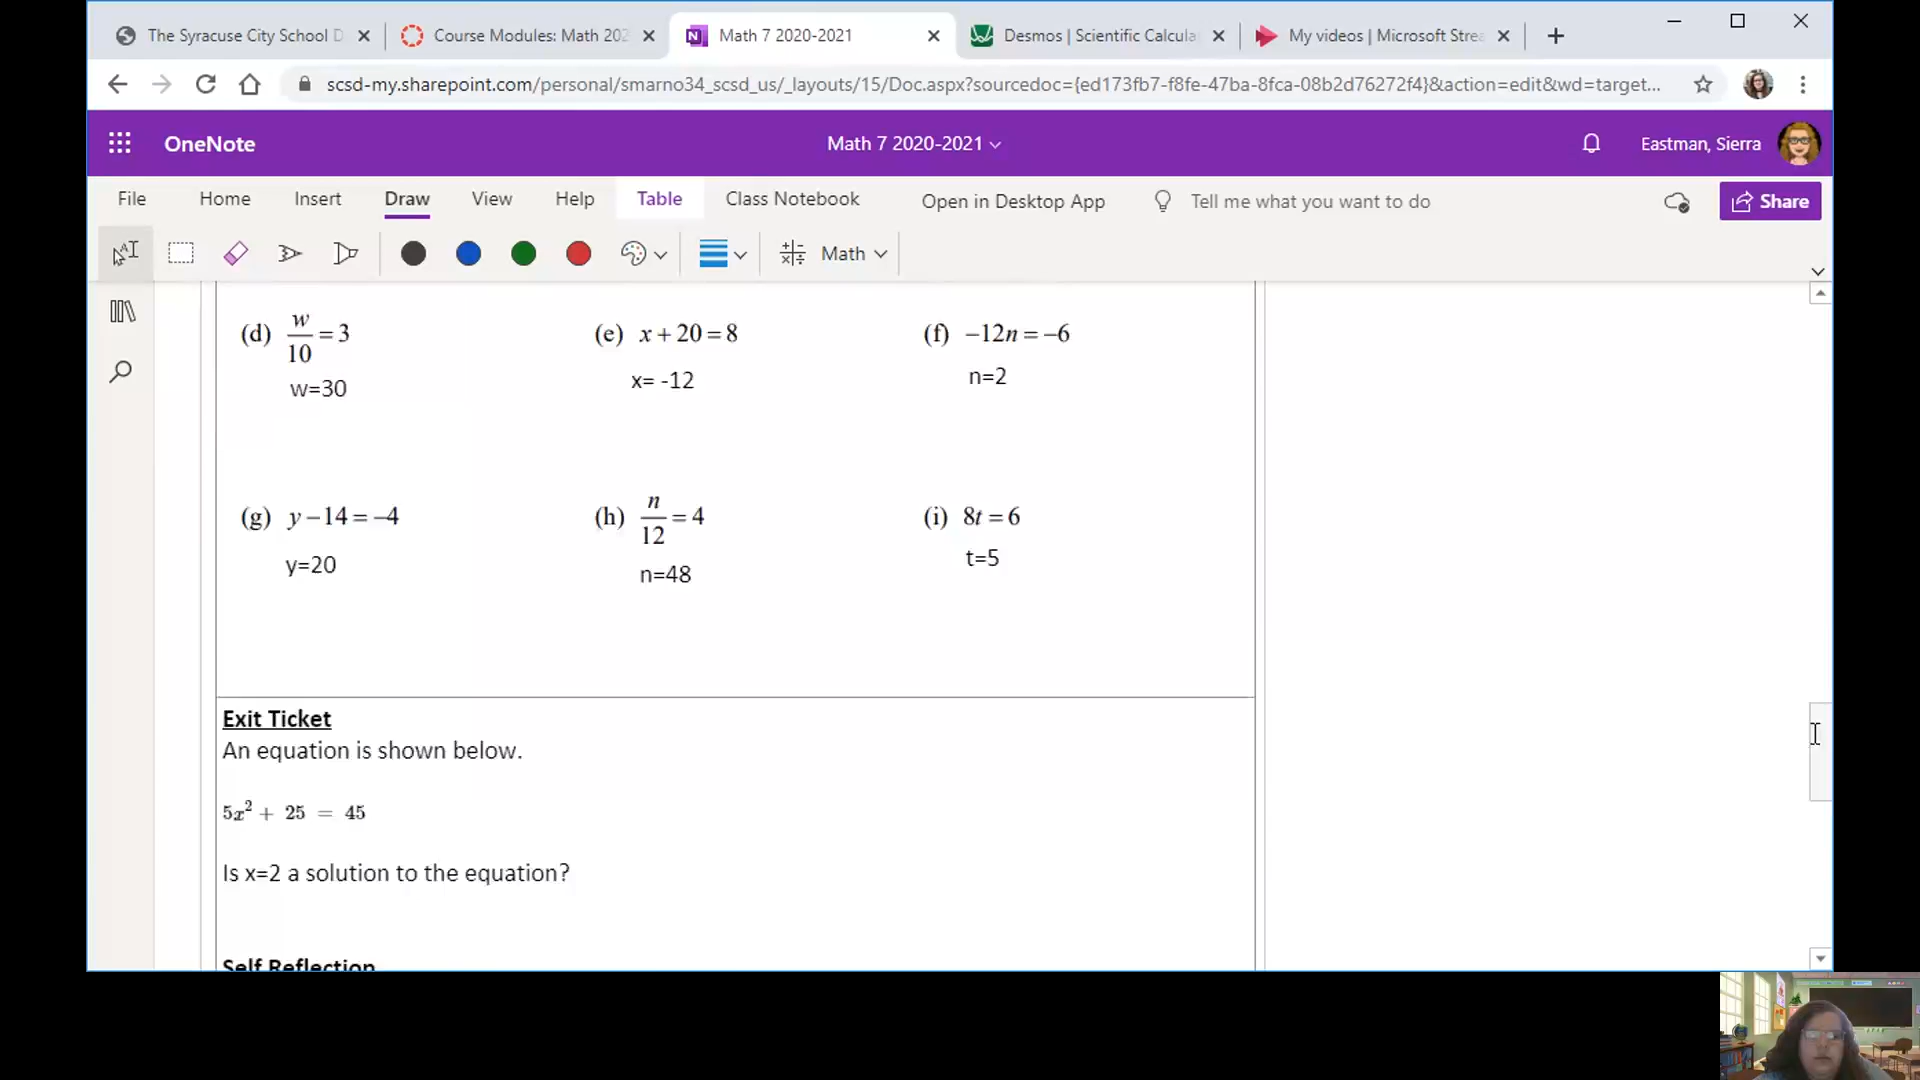 The Syracuse City School D
Course Modules: Math 202
Math 7 2020-2021
Desmos | Scientific Calcula
My videos | Microsoft Strea
scsd-my.sharepoint.com/personal/smarno34_scsd_us/_layouts/15/Doc.aspx?sourcedoc={ed173fb7-f8fe-47ba-8fca-08b2d76272f4}&action=edit&wd=target...
OneNote
Math 7 2020-2021
Eastman, Sierra
File Home Insert Draw View Help Table Class Notebook Open in Desktop App Tell me what you want to do Share
Math
(d) w/10 = 3 (e) x + 20 = 8 (f) −12n = −6
w=30 x= -12 n=2
(g) y − 14 = −4 (h) n/12 = 4 (i) 8t = 6
y=20 n=48 t=5
Exit Ticket
An equation is shown below.
5x² + 25 = 45
Is x=2 a solution to the equation?
Self Reflection